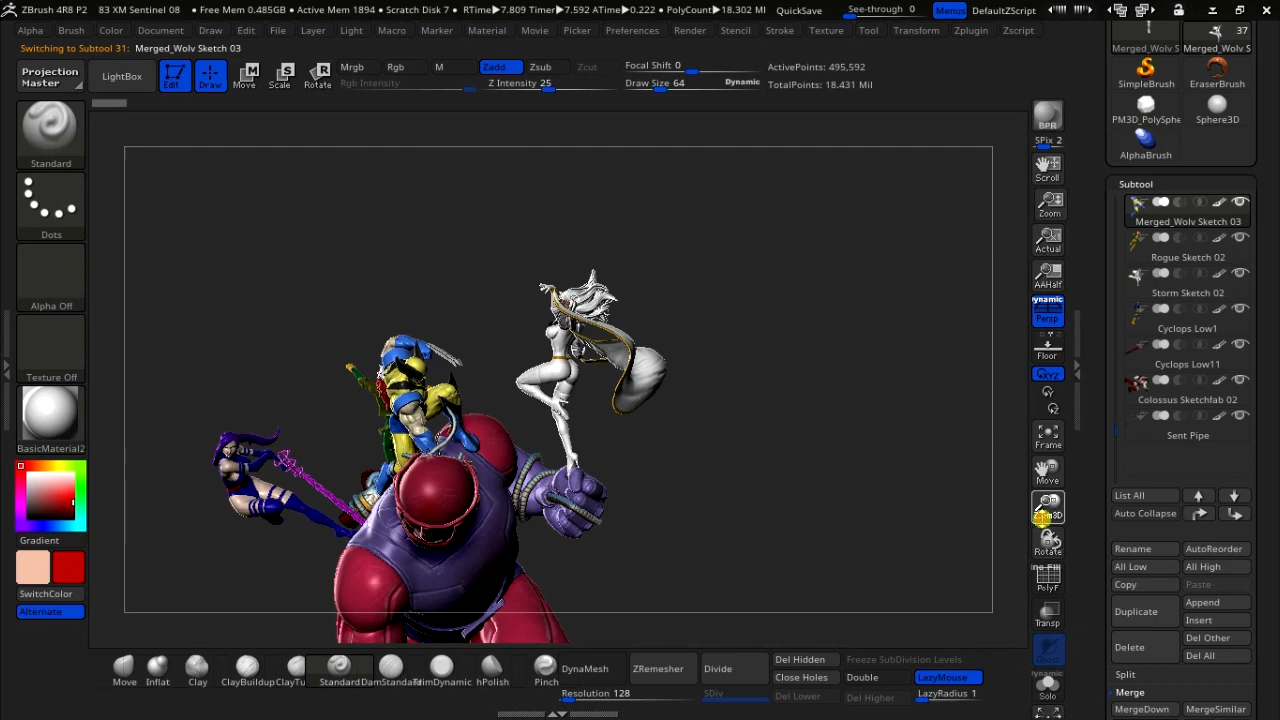 ZBrush 4R8 P2 83 XM Sentinel 08 • Free Mem 0.485GB • Active Mem 1894 • Scratch Disk 7 • RTime▶7.809 Timer▶7.592 ATime▶0.222 • PolyCount▶18.302 Mil QuickSave See-through 0 Menus DefaultZScript
Alpha Brush Color Document Draw Edit File Layer Light Macro Marker Material Movie Picker Preferences Render Stencil Stroke Texture Tool Transform Zplugin Zscript
Switching to Subtool 31: Merged_Wolv Sketch 03
Projection Master
LightBox
Edit
Draw
Move
Scale
Rotate
Mrgb Rgb M Zadd Zsub Zcut
Rgb Intensity Z Intensity 25
Focal Shift 0
Draw Size 64 Dynamic
ActivePoints: 495,592
TotalPoints: 18.431 Mil
Standard
Dots
Alpha Off
Texture Off
BasicMaterial2
Gradient
SwitchColor
Alternate
BPR
SPix 2
Scroll
Zoom
Actual
AAHalf
Dynamic
Persp
Floor
Frame
Move
Zoom3D
Rotate
PolyF
Transp
Dynamic
Solo
37
Merged_Wolv S Merged_Wolv S
SimpleBrush EraserBrush
PM3D_PolySphe Sphere3D
AlphaBrush
Subtool
Merged_Wolv Sketch 03
Rogue Sketch 02
Storm Sketch 02
Cyclops Low1
Cyclops Low11
Colossus Sketchfab 02
Sent Pipe
List All
Auto Collapse
Rename AutoReorder
All Low All High
Copy Paste
Duplicate Append
Insert
Delete Del Other
Del All
Split
Merge
MergeDown MergeSimilar
Move Inflat Clay ClayBuildup ClayTu Standard DamStandard TrimDynamic hPolish Pinch
DynaMesh
Resolution 128
ZRemesher
Divide
SDiv
Del Hidden
Close Holes
Del Lower
Freeze SubDivision Levels
Double
Del Higher
LazyMouse
LazyRadius 1